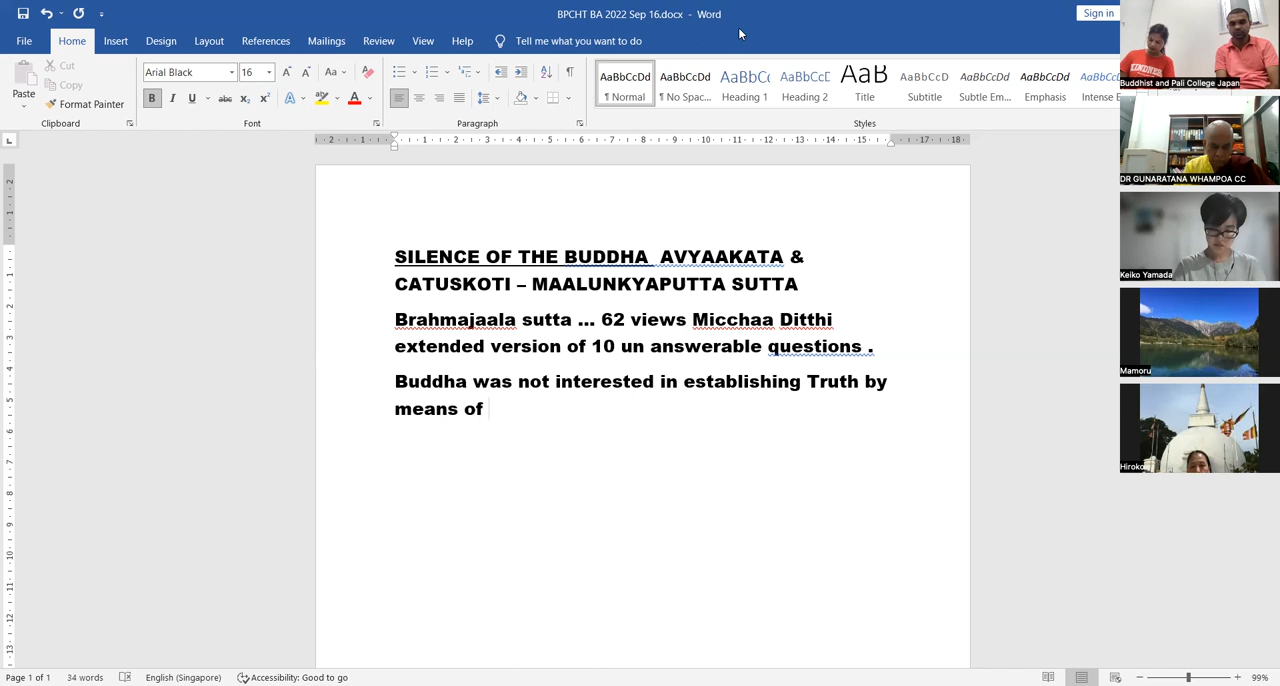 BPCHT BA 2022 Sep 16.docx - Word
Sign in
File Home Insert Design Layout References Mailings Review View Help Tell me what you want to do
Paste
Cut
Copy
Format Painter
Clipboard
Arial Black 16
Font
Paragraph
AaBbCcDd AaBbCcDd AaBbCc AaBbCcD AaB AaBbCcD AaBbCcDd AaBbCcDd AaBbCcD
¶ Normal ¶ No Spac... Heading 1 Heading 2 Title Subtitle Subtle Em... Emphasis Intense E
Styles
SILENCE OF THE BUDDHA AVYAAKATA &
CATUSKOTI – MAALUNKYAPUTTA SUTTA
Brahmajaala sutta … 62 views Micchaa Ditthi
extended version of 10 un answerable questions .
Buddha was not interested in establishing Truth by
means of
Buddhist and Pali College Japan
DR GUNARATANA WHAMPOA CC
Keiko Yamada
Mamoru
Hiroko
Page 1 of 1 34 words English (Singapore) Accessibility: Good to go 99%